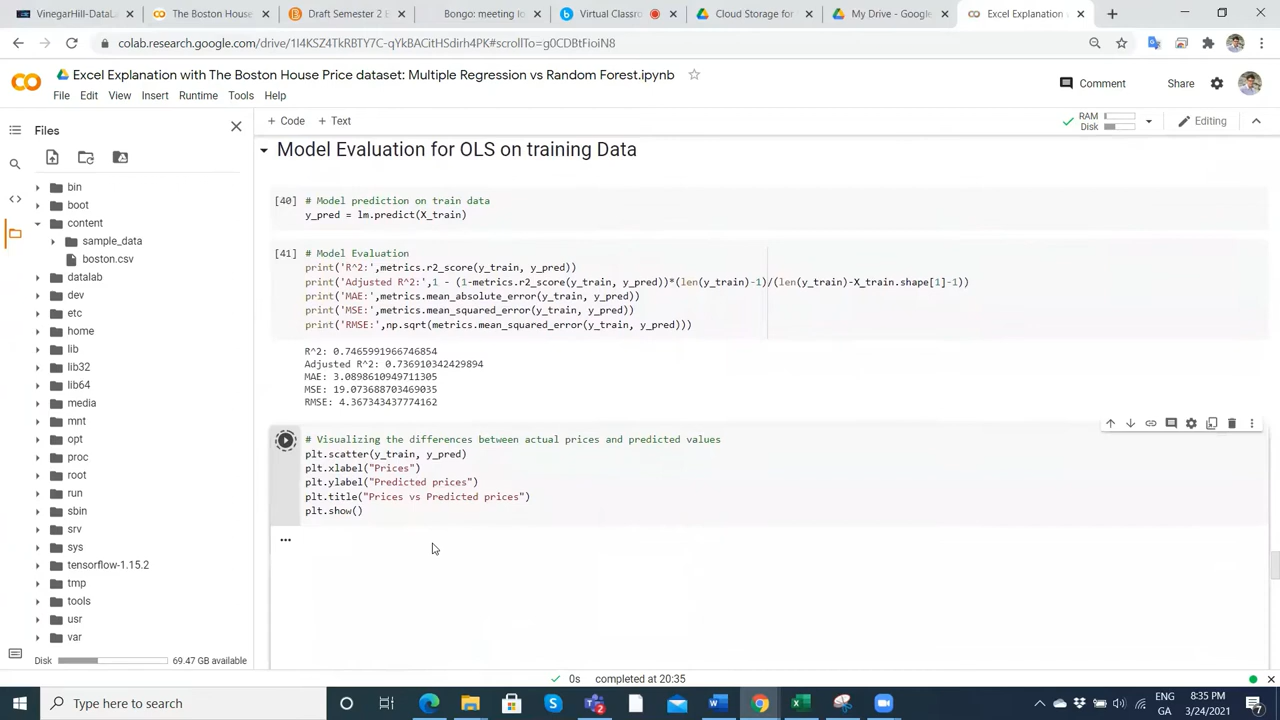 VinegarHill-DataLa
The Boston House
Draft Semester 2 E
Bongo: meeting lo
Virtual Classro
Cloud Storage for
My Drive - Google
Excel Explanation
colab.research.google.com/drive/1I4KSZ4TkRBTY7C-qYkBACitHSdirh4PK#scrollTo=g0CDBtFioiN8
Excel Explanation with The Boston House Price dataset: Multiple Regression vs Random Forest.ipynb
Comment
Share
File Edit View Insert Runtime Tools Help
Files
+ Code + Text
RAM
Disk
Editing
bin
boot
content
sample_data
boston.csv
datalab
dev
etc
home
lib
lib32
lib64
media
mnt
opt
proc
root
run
sbin
srv
sys
tensorflow-1.15.2
tmp
tools
usr
var
Disk 69.47 GB available
Model Evaluation for OLS on training Data
[40] # Model prediction on train data
y_pred = lm.predict(X_train)
[41] # Model Evaluation
print('R^2:',metrics.r2_score(y_train, y_pred))
print('Adjusted R^2:',1 - (1-metrics.r2_score(y_train, y_pred))*(len(y_train)-1)/(len(y_train)-X_train.shape[1]-1))
print('MAE:',metrics.mean_absolute_error(y_train, y_pred))
print('MSE:',metrics.mean_squared_error(y_train, y_pred))
print('RMSE:',np.sqrt(metrics.mean_squared_error(y_train, y_pred)))
R^2: 0.7465991966746854
Adjusted R^2: 0.736910342429894
MAE: 3.0898610949711305
MSE: 19.073688703469035
RMSE: 4.367343437774162
# Visualizing the differences between actual prices and predicted values
plt.scatter(y_train, y_pred)
plt.xlabel("Prices")
plt.ylabel("Predicted prices")
plt.title("Prices vs Predicted prices")
plt.show()
0s completed at 20:35
Type here to search
ENG
GA
8:35 PM
3/24/2021